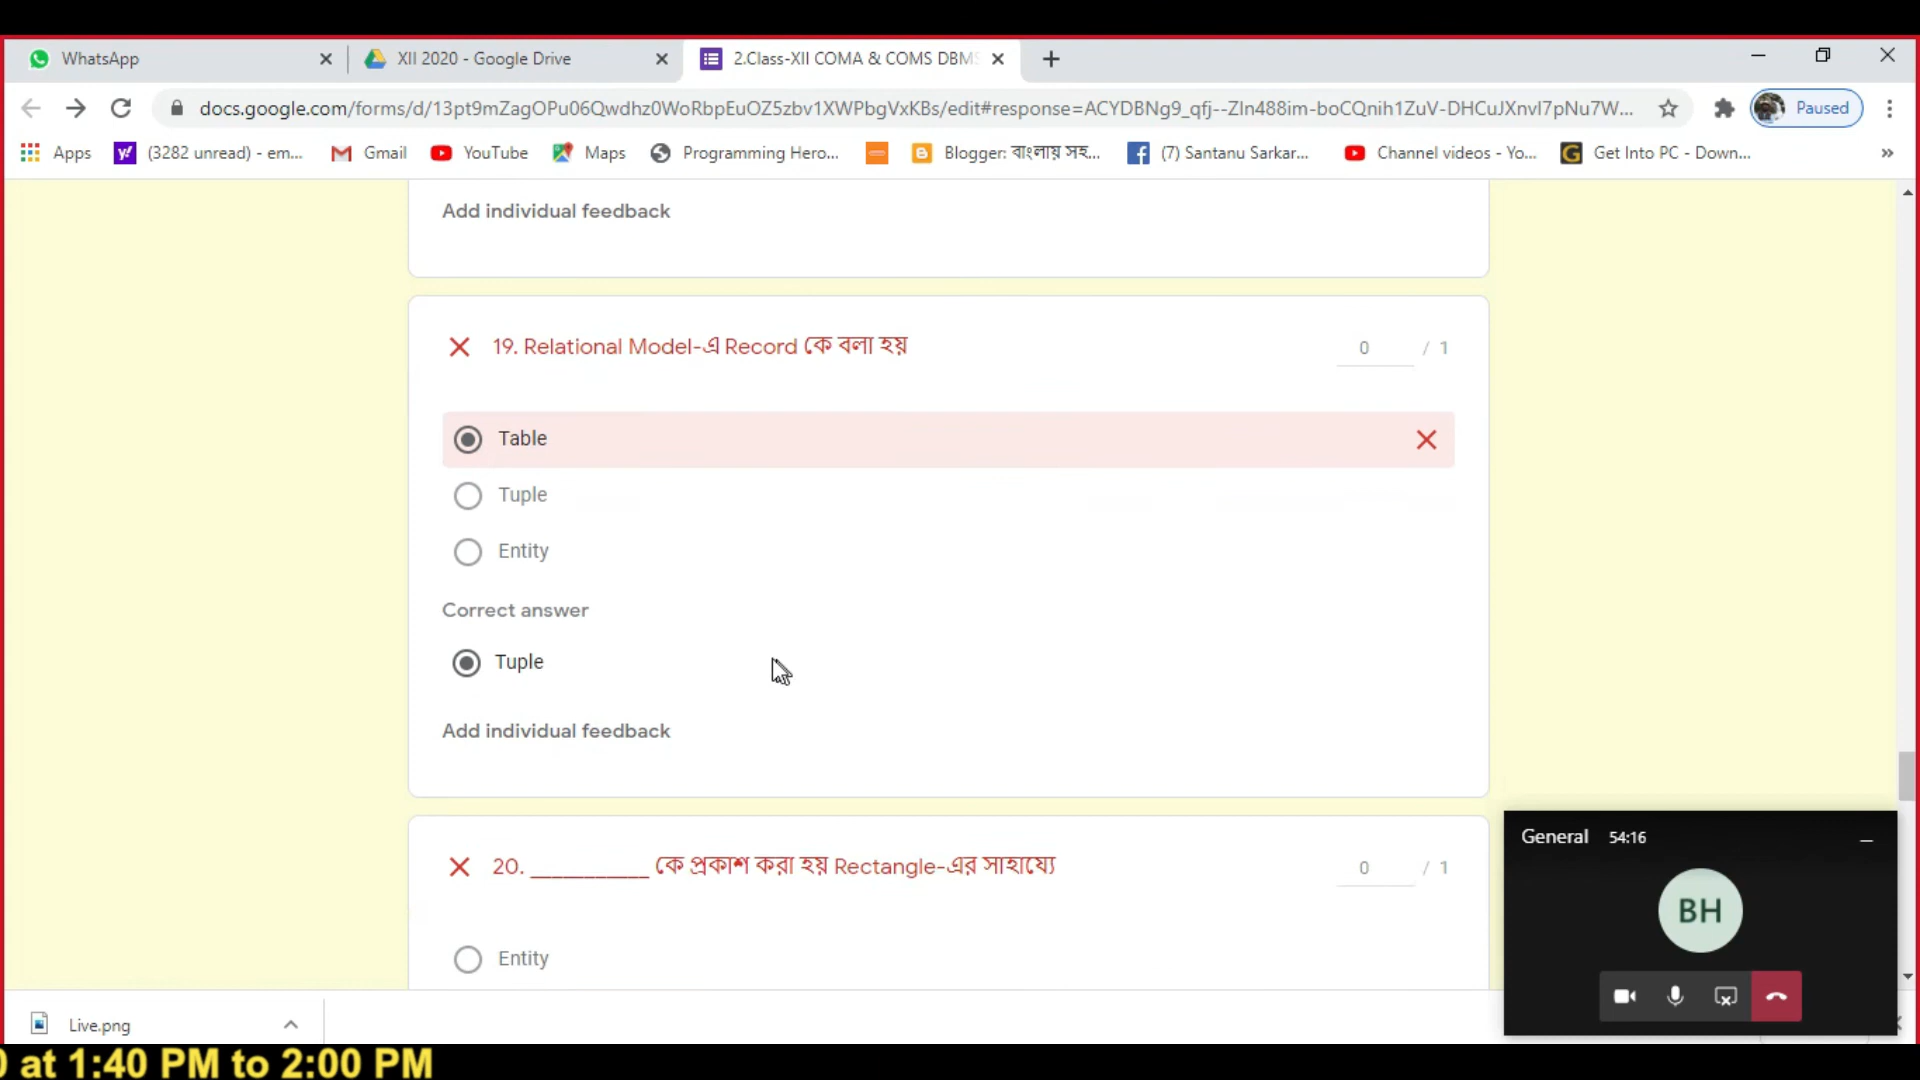 WhatsApp
XII 2020 - Google Drive
2.Class-XII COMA & COMS DBMS
docs.google.com/forms/d/13pt9mZagOPu06Qwdhz0WoRbpEuOZ5zbv1XWPbgVxKBs/edit#response=ACYDBNg9_qfj--ZIn488im-boCQnih1ZuV-DHCuJXnvI7pNu7W...
Paused
Apps
(3282 unread) - em...
Gmail
YouTube
Maps
Programming Hero...
Blogger: বাংলায় সহ...
(7) Santanu Sarkar...
Channel videos - Yo...
Get Into PC - Down...
Add individual feedback
19. Relational Model-এ Record কে বলা হয়
0 / 1
Table
Tuple
Entity
Correct answer
Tuple
Add individual feedback
20. ___________ কে প্রকাশ করা হয় Rectangle-এর সাহায্যে
0 / 1
Entity
General 54:16
BH
Live.png
0 at 1:40 PM to 2:00 PM